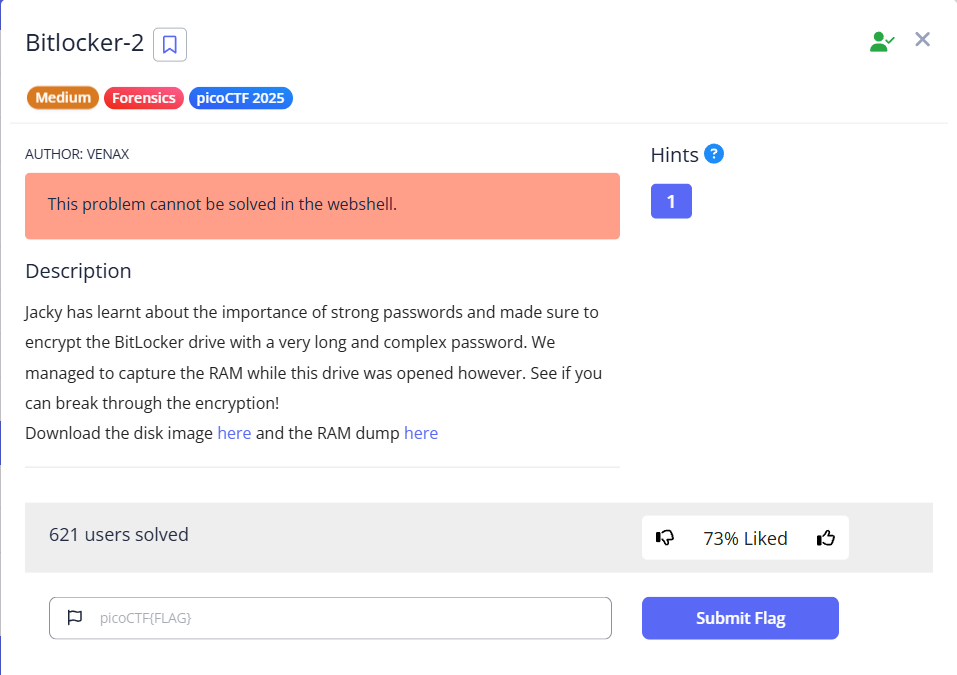 Bitlocker-2
Medium Forensics picoCTF 2025
AUTHOR: VENAX
Hints ?
This problem cannot be solved in the webshell.
1
Description
Jacky has learnt about the importance of strong passwords and made sure to
encrypt the BitLocker drive with a very long and complex password. We
managed to capture the RAM while this drive was opened however. See if you
can break through the encryption!
Download the disk image here and the RAM dump here
621 users solved
73% Liked
picoCTF{FLAG}
Submit Flag